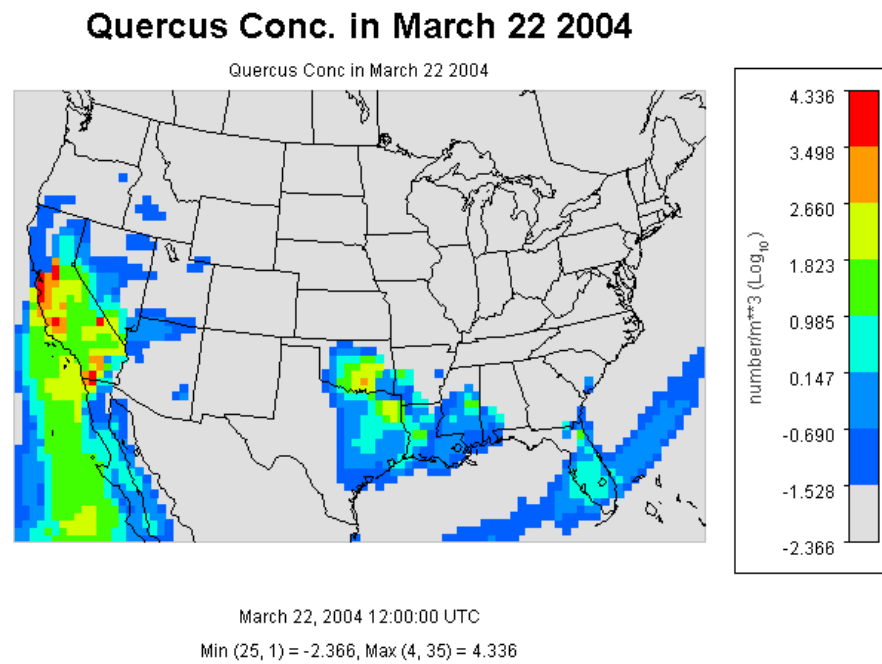 Quercus Conc. in March 22 2004
Quercus Conc in March 22 2004
4.336
3.498
2.660
1.823
0.985
0.147
-0.690
-1.528
-2.366
number/m**3 (Log10)
March 22, 2004 12:00:00 UTC
Min (25, 1) = -2.366, Max (4, 35) = 4.336